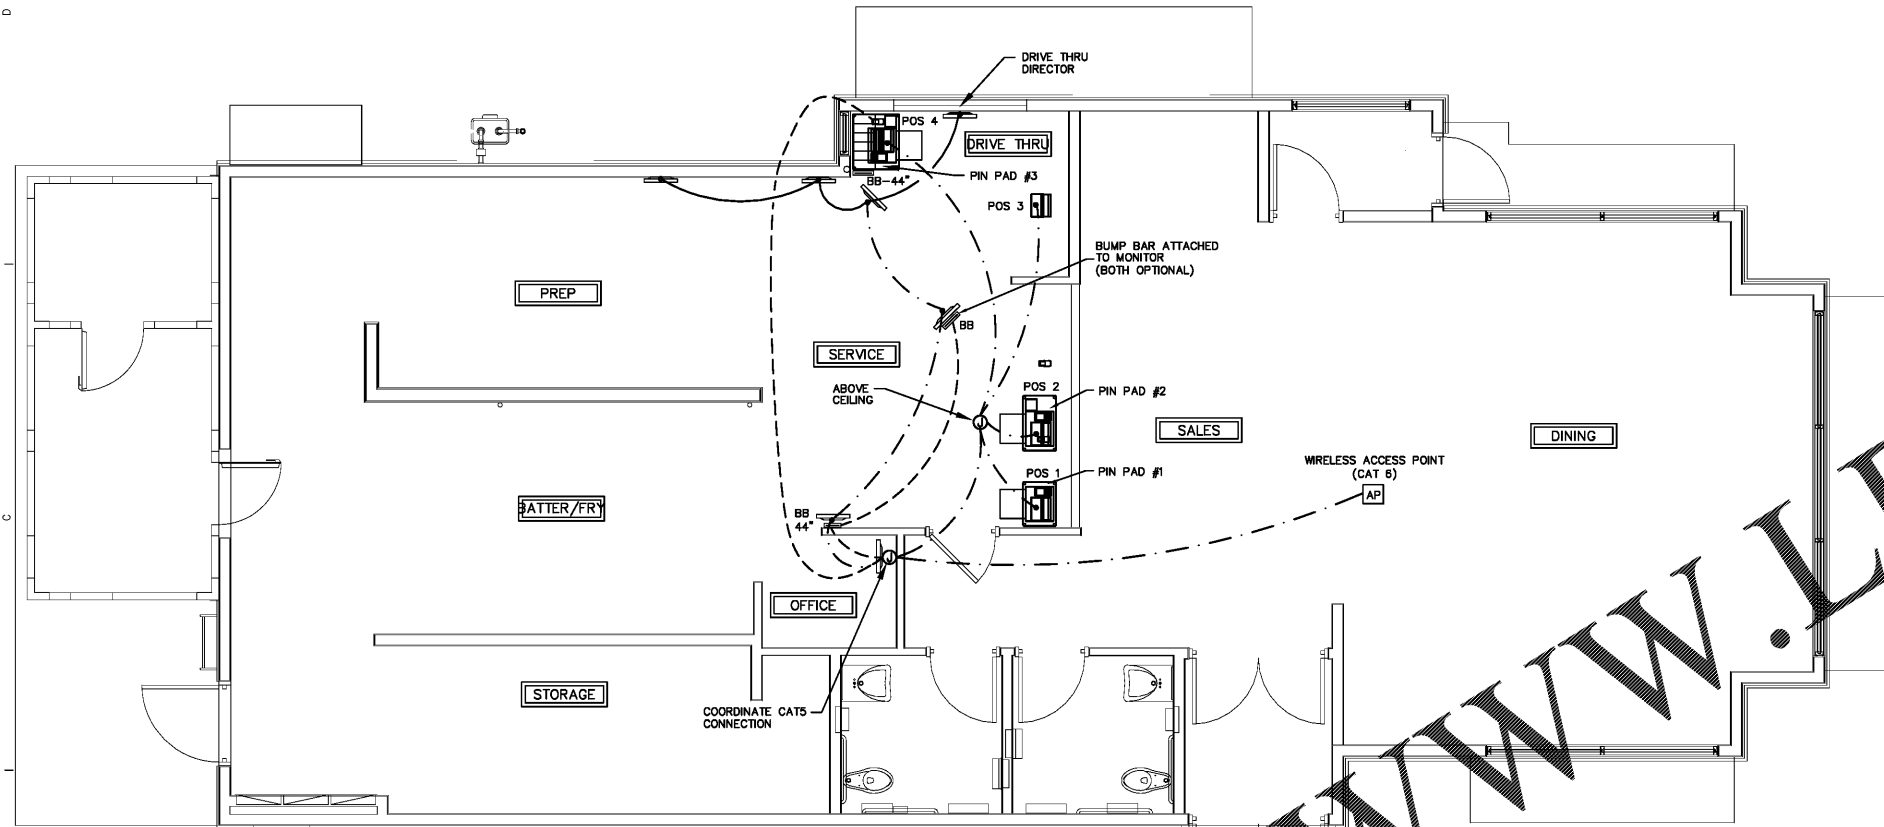 D
DRIVE THRU
DIRECTOR
POS 4
DRIVE THRU
PIN PAD #3
BB-44"
POS 3
BUMP BAR ATTACHED
TO MONITOR
(BOTH OPTIONAL)
PREP
BB
SERVICE
ABOVE
CEILING
J
POS 2
PIN PAD #2
SALES
DINING
WIRELESS ACCESS POINT
(CAT 6)
AP
POS 1
PIN PAD #1
BATTER/FRY
C
BB
44"
J
OFFICE
STORAGE
COORDINATE CAT5
CONNECTION
WWW.L